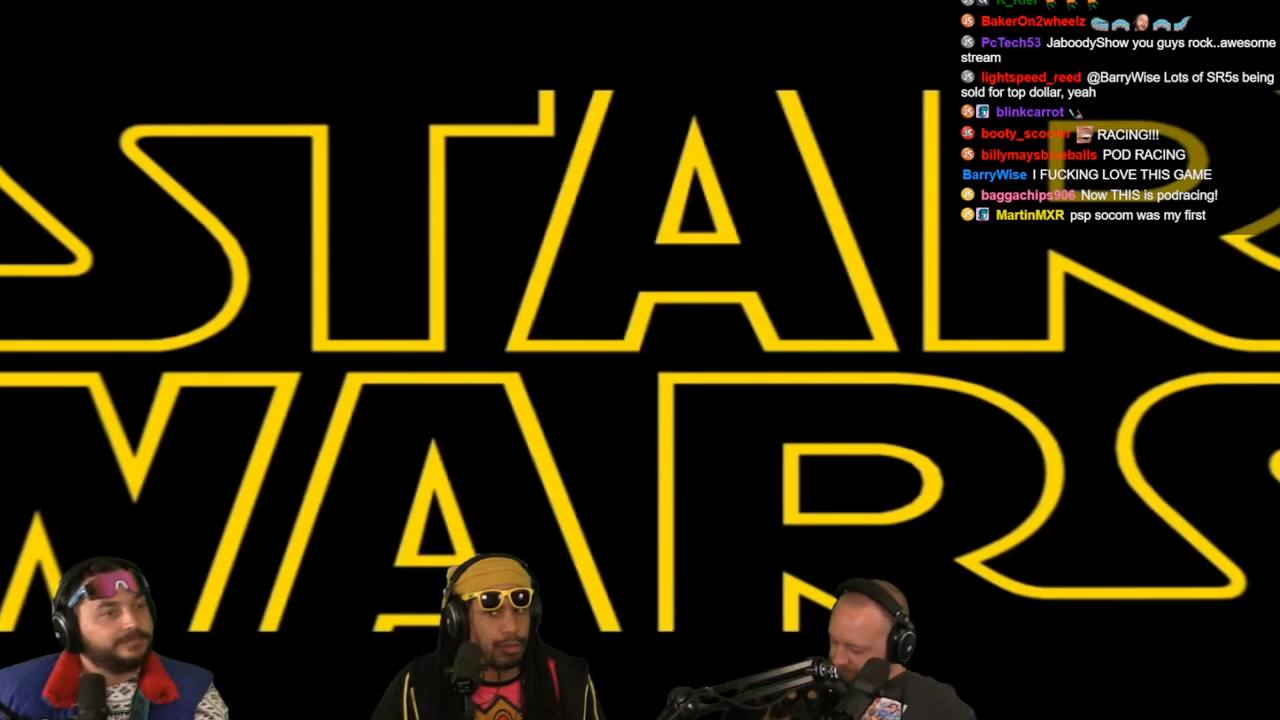 K_Kiel
BakerOn2wheelz
PcTech53 JaboodyShow you guys rock..awesome
stream
lightspeed_reed @BarryWise Lots of SR5s being
sold for top dollar, yeah
blinkcarrot
booty_scooterr RACING!!!
billymaysblueballs POD RACING
BarryWise I FUCKING LOVE THIS GAME
baggachips906 Now THIS is podracing!
MartinMXR psp socom was my first
STAR
WARS